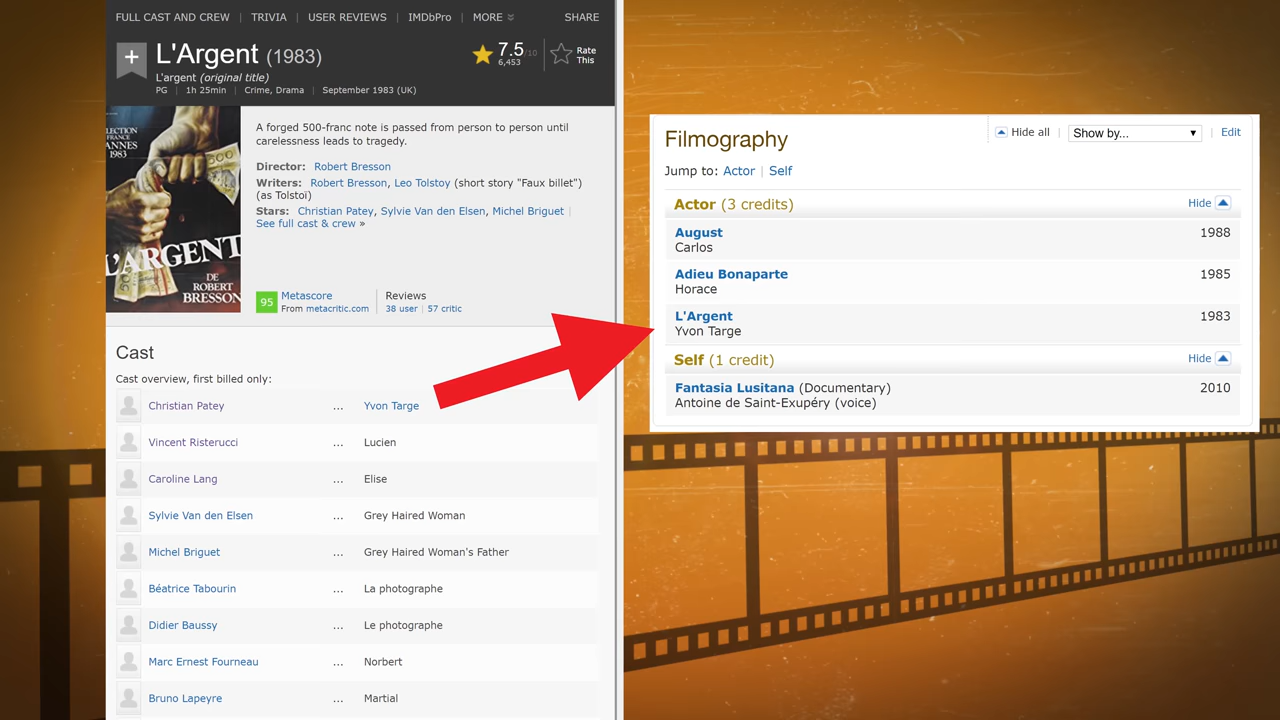 FULL CAST AND CREW | TRIVIA | USER REVIEWS | IMDbPro | MORE SHARE
+ L'Argent (1983)
7.5/10
6,453
Rate
This
L'argent (original title)
PG | 1h 25min | Crime, Drama | September 1983 (UK)
LECTION
FRANCE
ANNES
1983
L'ARGENT
DE
ROBERT
BRESSON
A forged 500-franc note is passed from person to person until
carelessness leads to tragedy.
Director: Robert Bresson
Writers: Robert Bresson, Leo Tolstoy (short story "Faux billet")
(as Tolstoï)
Stars: Christian Patey, Sylvie Van den Elsen, Michel Briguet |
See full cast & crew »
95 Metascore
From metacritic.com
Reviews
38 user | 57 critic
Cast
Cast overview, first billed only:
Christian Patey ... Yvon Targe
Vincent Risterucci ... Lucien
Caroline Lang ... Elise
Sylvie Van den Elsen ... Grey Haired Woman
Michel Briguet ... Grey Haired Woman's Father
Béatrice Tabourin ... La photographe
Didier Baussy ... Le photographe
Marc Ernest Fourneau ... Norbert
Bruno Lapeyre ... Martial
Filmography
Hide all | Show by... | Edit
Jump to: Actor | Self
Actor (3 credits) Hide
August 1988
Carlos
Adieu Bonaparte 1985
Horace
L'Argent 1983
Yvon Targe
Self (1 credit) Hide
Fantasia Lusitana (Documentary) 2010
Antoine de Saint-Exupéry (voice)